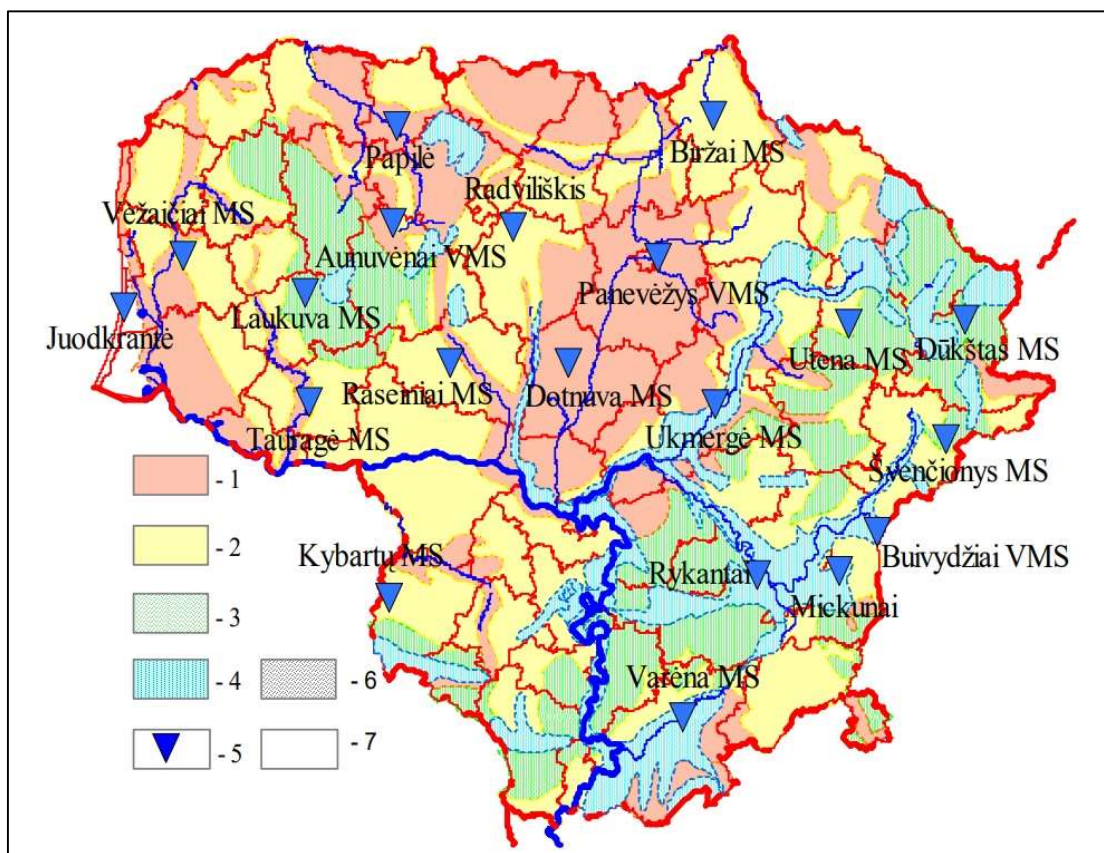 Papilė
Biržai MS
Radviliškis
Vėžaičiai MS
Aunuvėnai VMS
Panevėžys VMS
Laukuva MS
Juodkrantė
Utena MS
Dūkštas MS
Raseiniai MS
Dotnuva MS
Tauragė MS
Ukmergė MS
Švenčionys MS
- 1
- 2
Kybartų MS
Rykantai
Buivydžiai VMS
Mickunai
- 3
- 4
- 6
Varėna MS
- 5
- 7